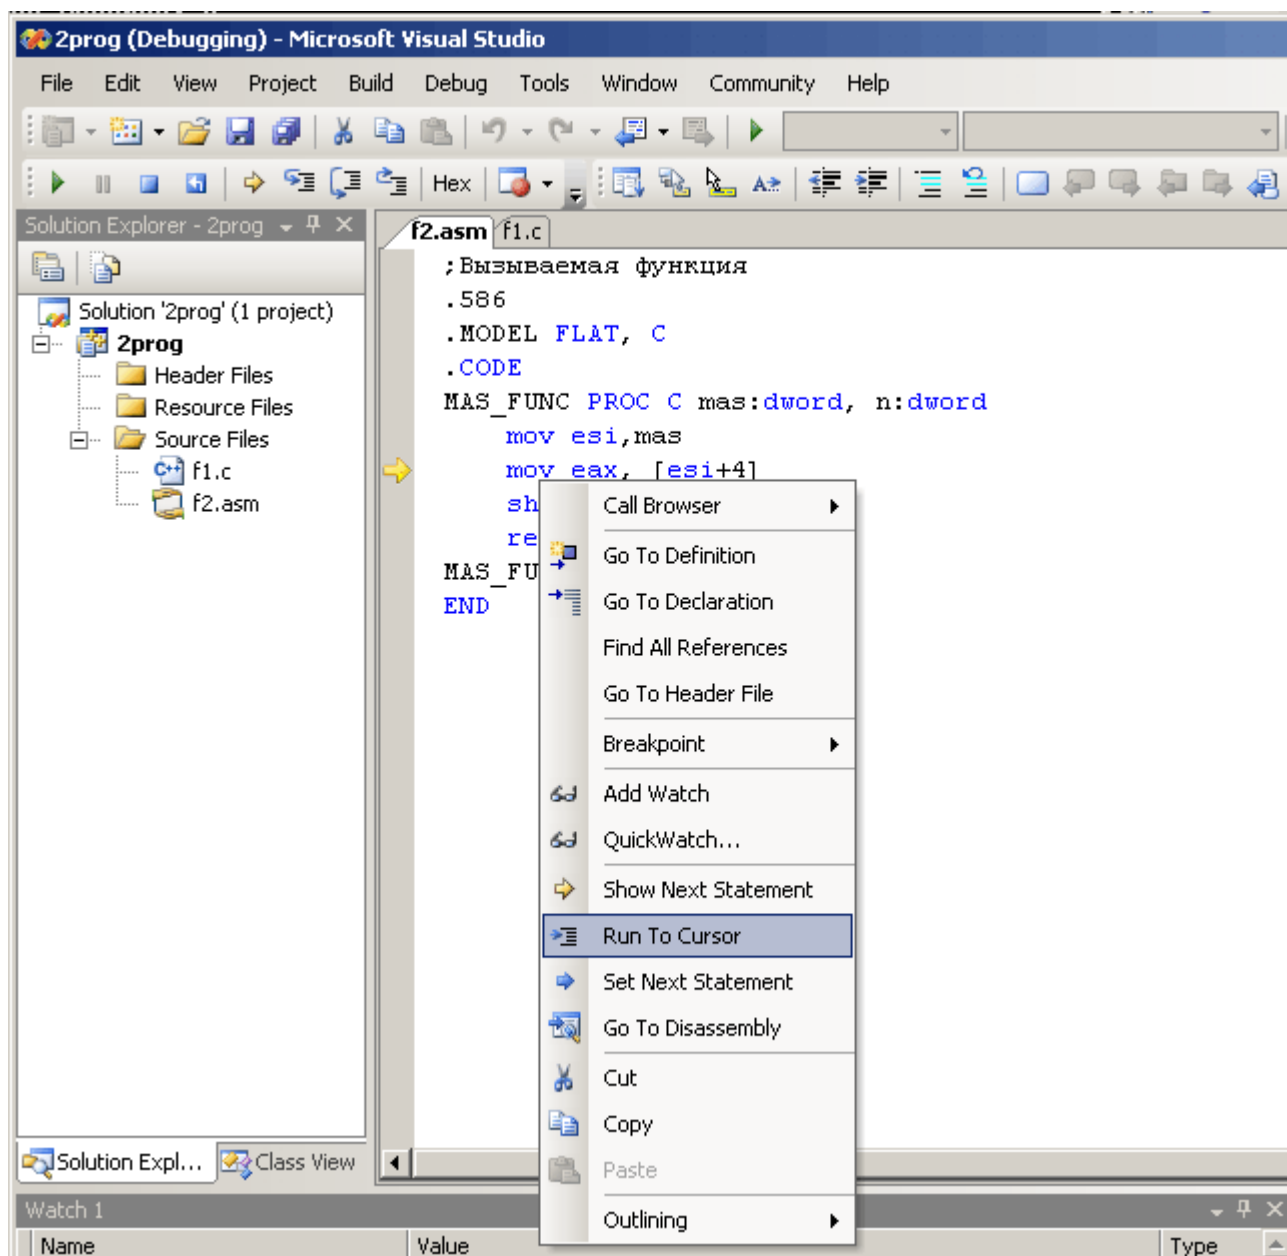 2prog (Debugging) - Microsoft Visual Studio
File Edit View Project Build Debug Tools Window Community Help
Hex
Solution Explorer - 2prog
Solution '2prog' (1 project)
2prog
Header Files
Resource Files
Source Files
f1.c
f2.asm
Solution Expl... Class View
f2.asm f1.c
;Вызываемая функция
.586
.MODEL FLAT, C
.CODE
MAS_FUNC PROC C mas:dword, n:dword
mov esi,mas
mov eax, [esi+4]
sh
re
MAS_FU
END
Call Browser
Go To Definition
Go To Declaration
Find All References
Go To Header File
Breakpoint
Add Watch
QuickWatch...
Show Next Statement
Run To Cursor
Set Next Statement
Go To Disassembly
Cut
Copy
Paste
Outlining
Watch 1
Name Value Type